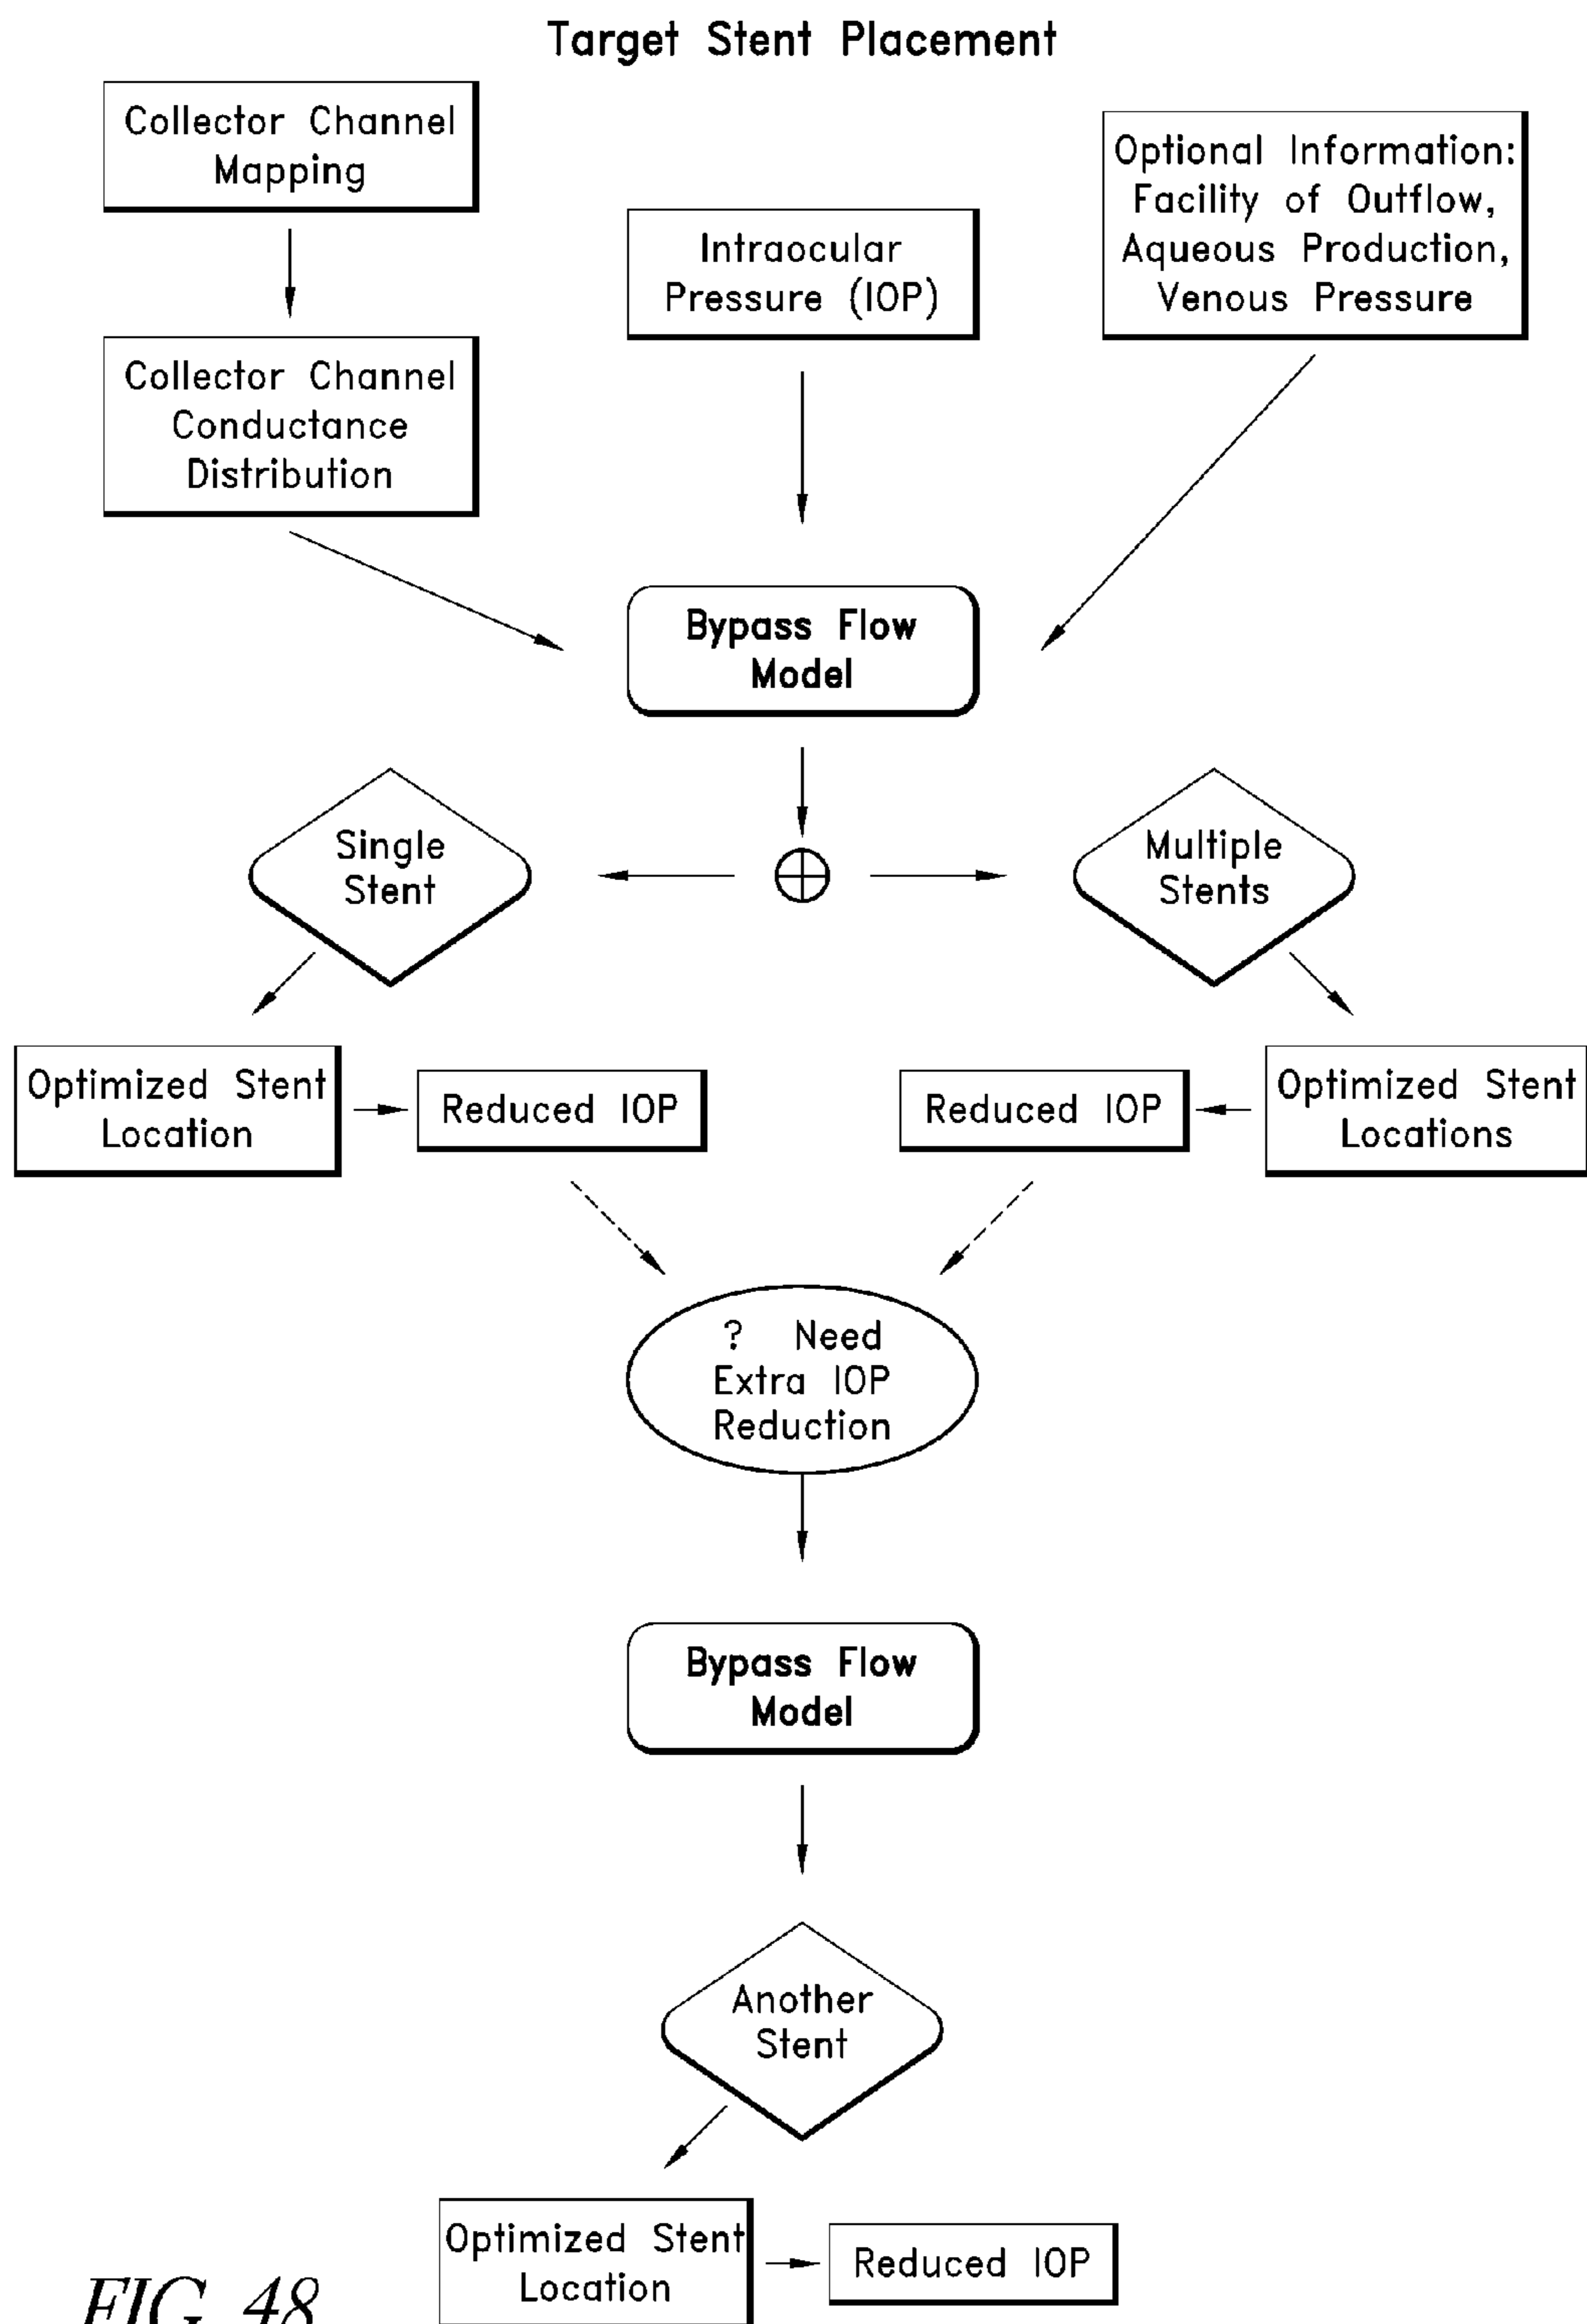 Target Stent Placement
Collector Channel
Mapping
Optional Information:
Facility of Outflow,
Aqueous Production,
Venous Pressure
Intraocular
Pressure (IOP)
Collector Channel
Conductance
Distribution
Bypass Flow
Model
Single
Stent
Multiple
Stents
Optimized Stent
Location
Reduced IOP
Reduced IOP
Optimized Stent
Locations
? Need
Extra IOP
Reduction
Bypass Flow
Model
Another
Stent
Optimized Stent
Location
Reduced IOP
FIG. 48